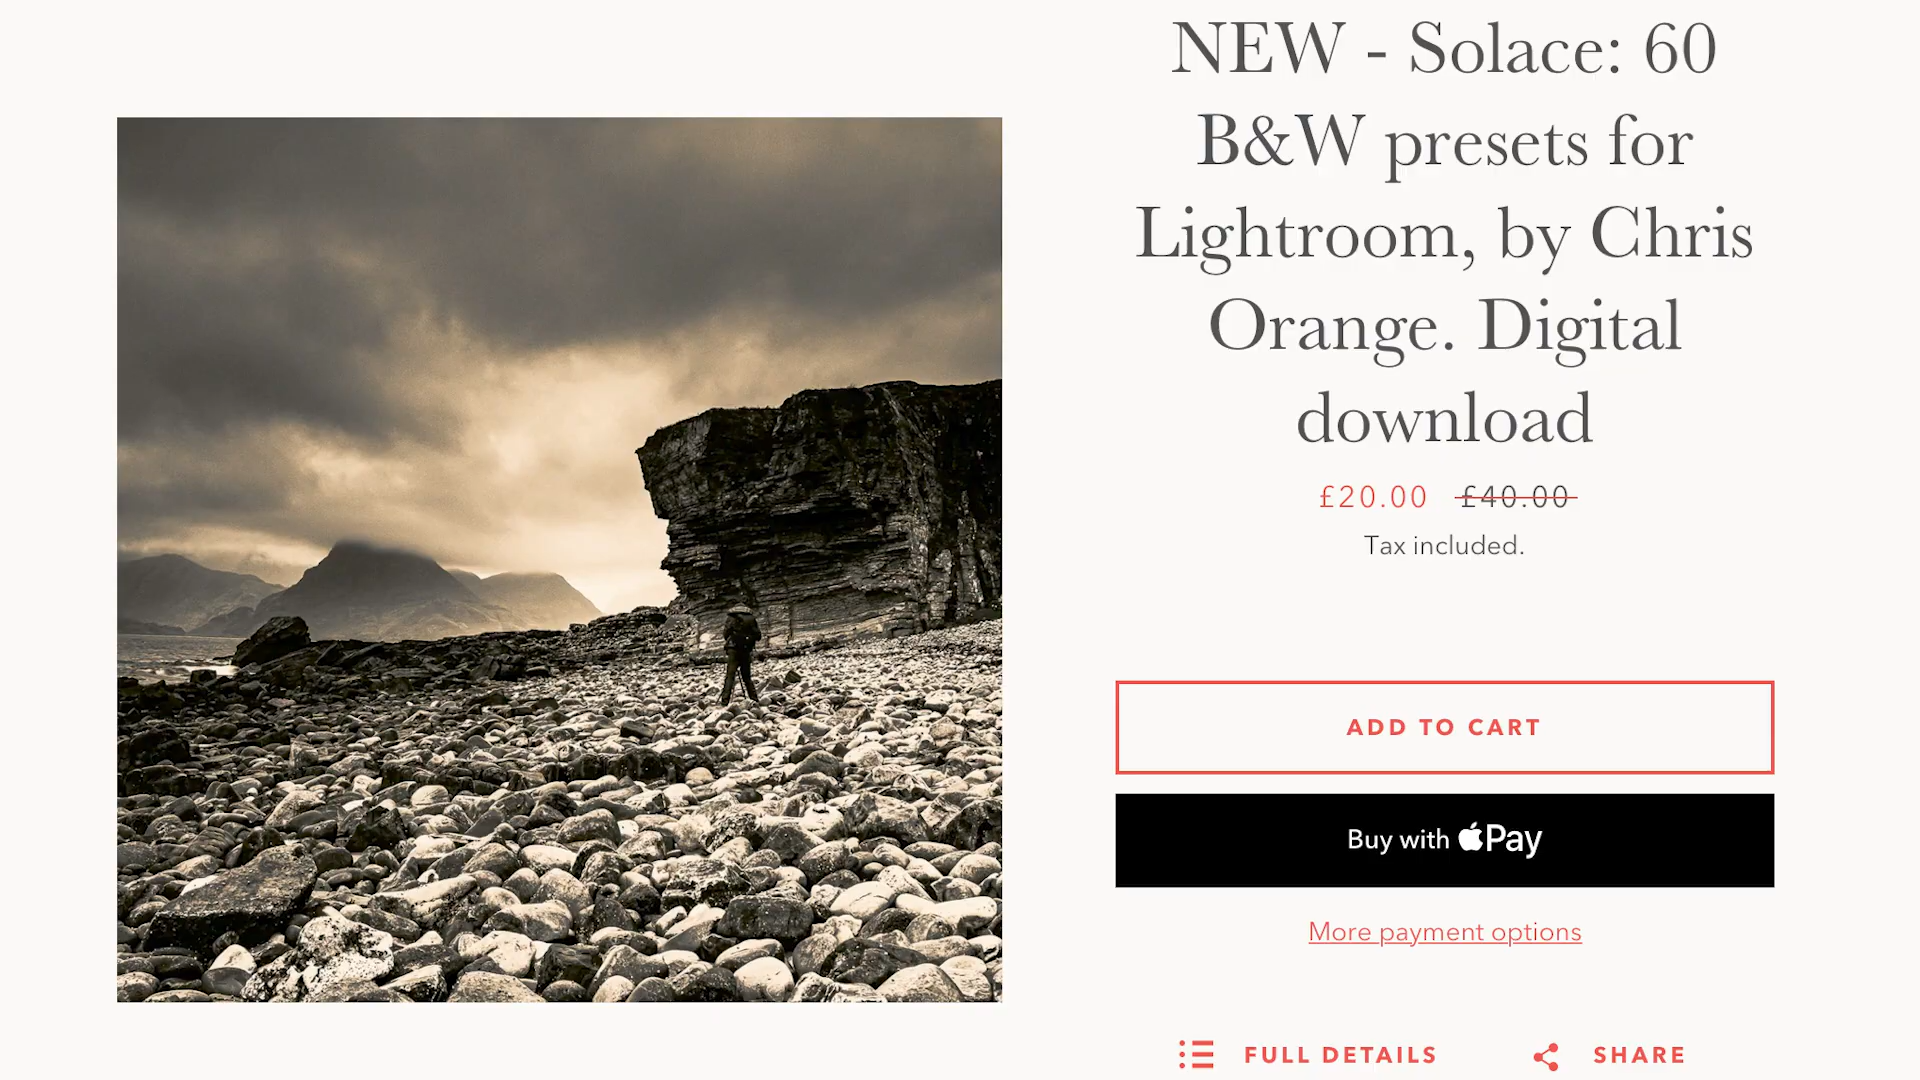 NEW - Solace: 60
B&W presets for
Lightroom, by Chris
Orange. Digital
download
£20.00 £40.00
Tax included.
ADD TO CART
Buy with Pay
More payment options
FULL DETAILS
SHARE